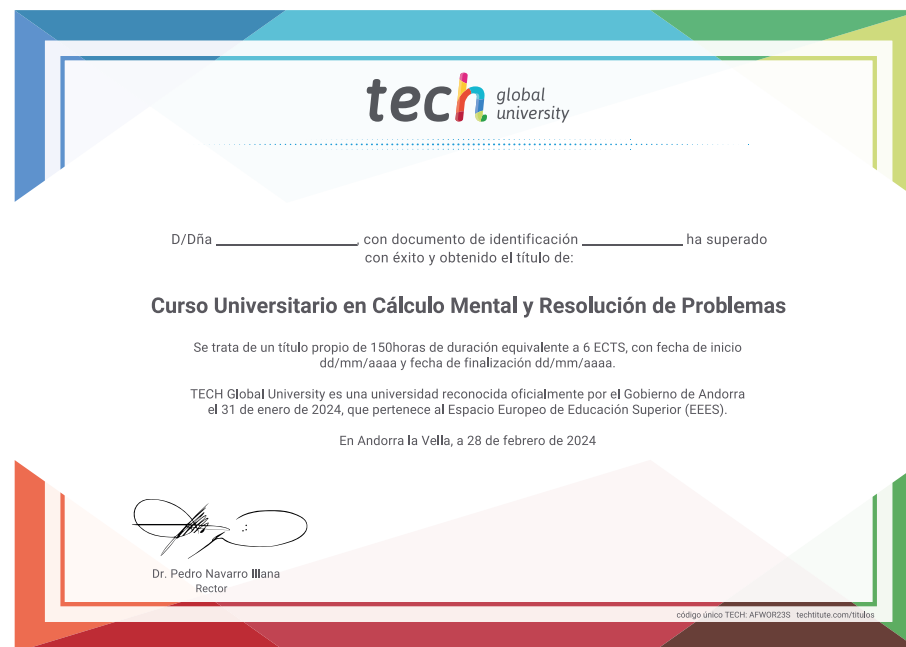 tech global university
D/Dña ______________, con documento de identificación __________ ha superado
con éxito y obtenido el título de:
Curso Universitario en Cálculo Mental y Resolución de Problemas
Se trata de un título propio de 150horas de duración equivalente a 6 ECTS, con fecha de inicio
dd/mm/aaaa y fecha de finalización dd/mm/aaaa.
TECH Global University es una universidad reconocida oficialmente por el Gobierno de Andorra
el 31 de enero de 2024, que pertenece al Espacio Europeo de Educación Superior (EEES).
En Andorra la Vella, a 28 de febrero de 2024
Dr. Pedro Navarro Illana
Rector
código único TECH: AFWOR23S techtitute.com/titulos